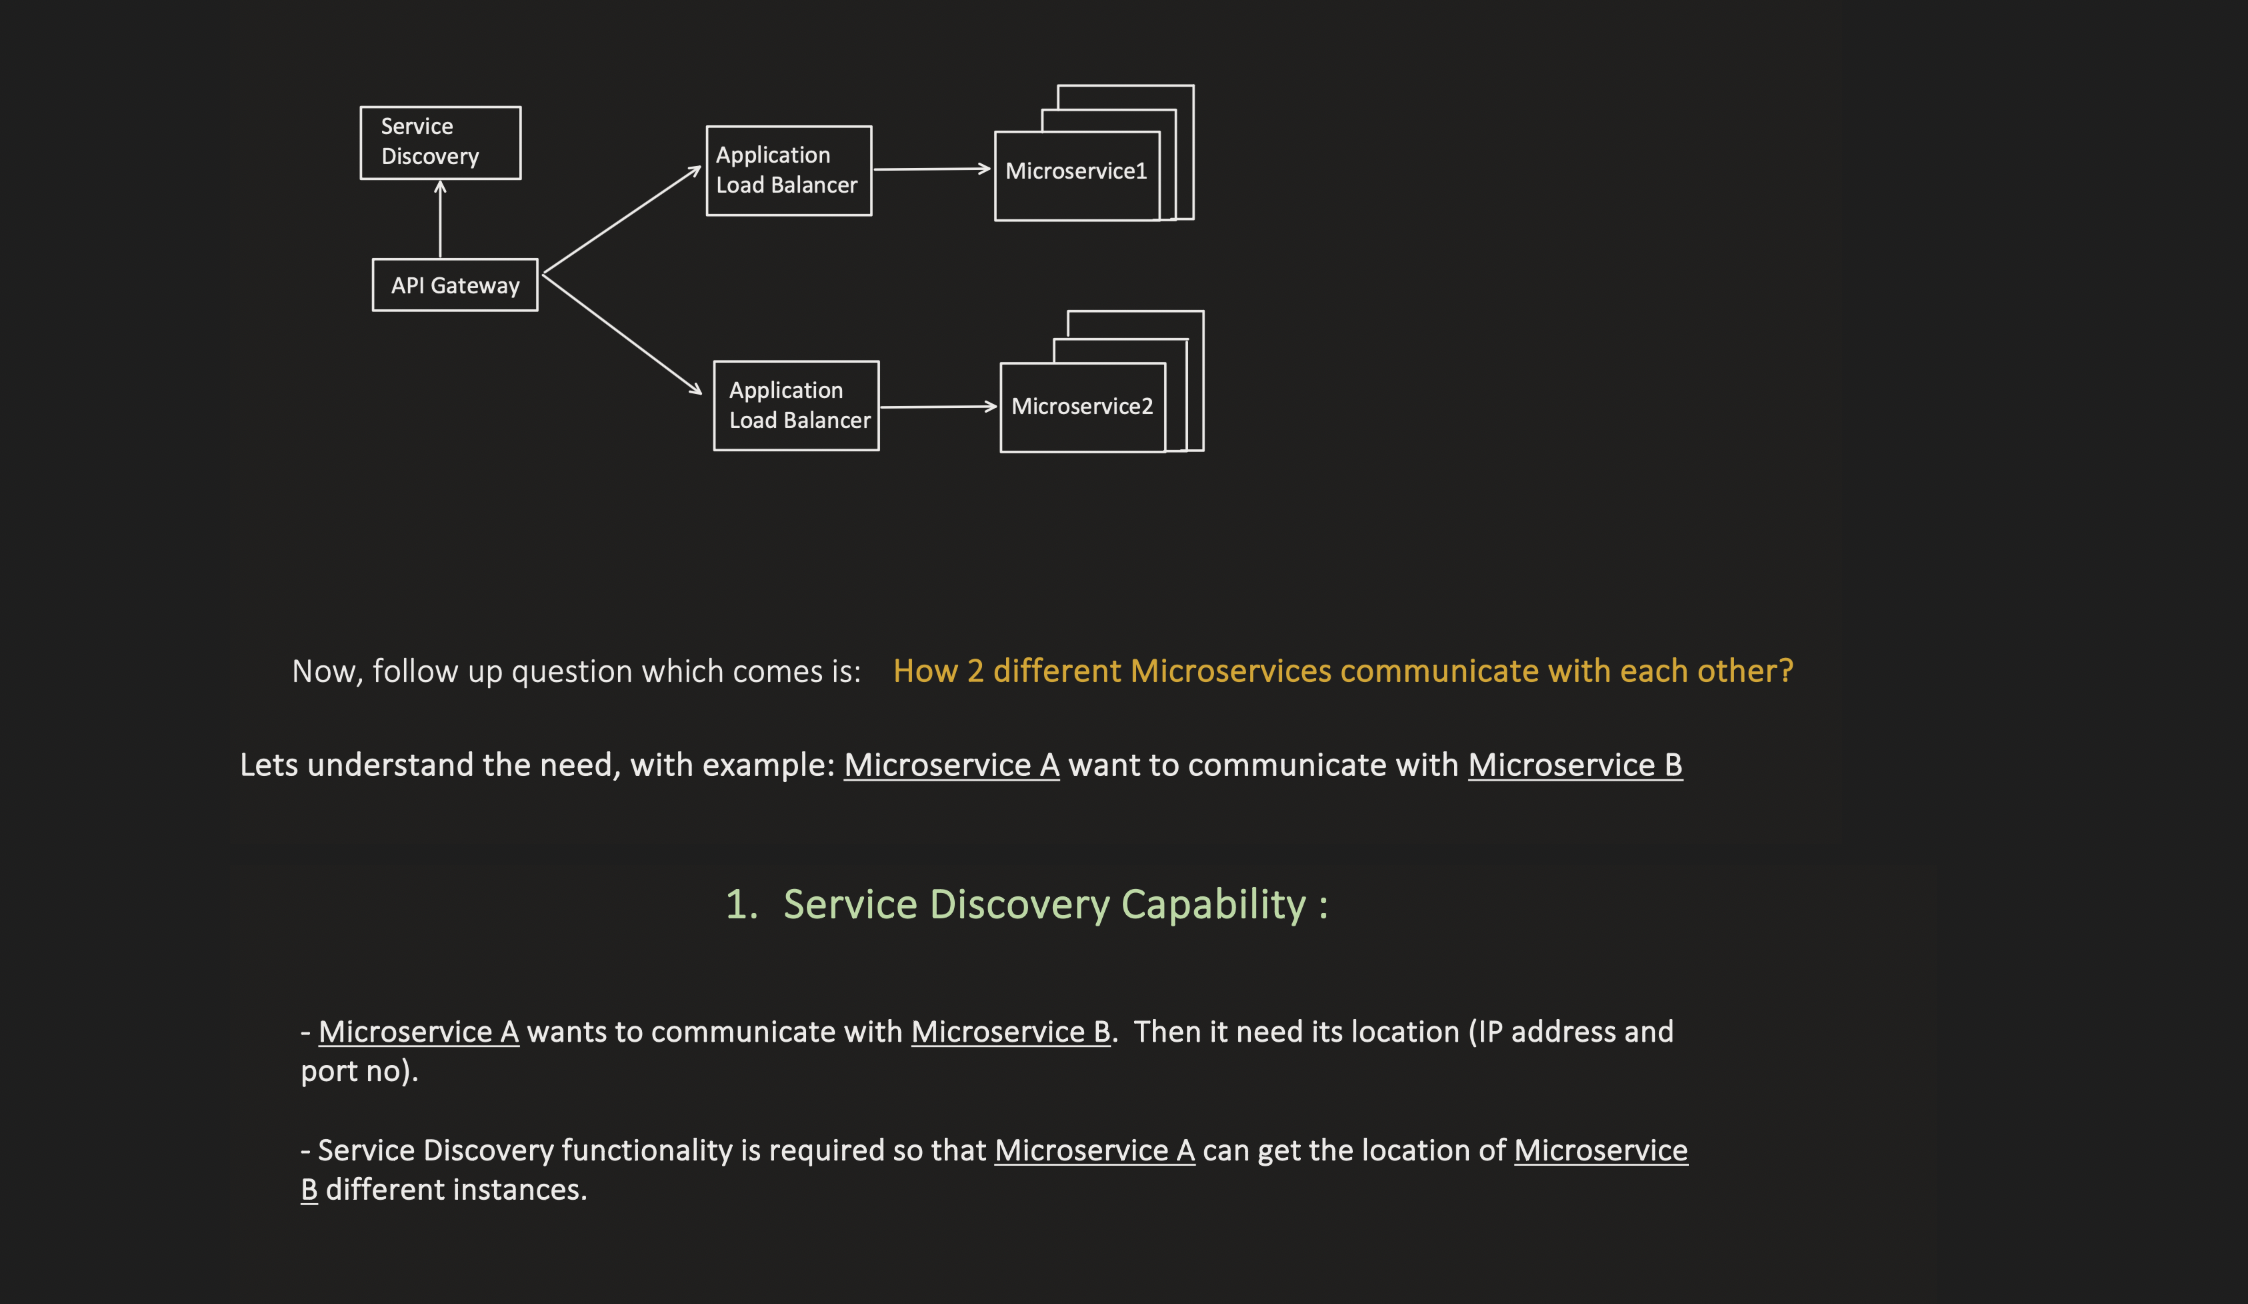 Service
Discovery
API Gateway
Application
Load Balancer
Microservice1
Application
Load Balancer
Microservice2
Now, follow up question which comes is: How 2 different Microservices communicate with each other?
Lets understand the need, with example: Microservice A want to communicate with Microservice B
1. Service Discovery Capability :
- Microservice A wants to communicate with Microservice B. Then it need its location (IP address and
port no).
- Service Discovery functionality is required so that Microservice A can get the location of Microservice
B different instances.